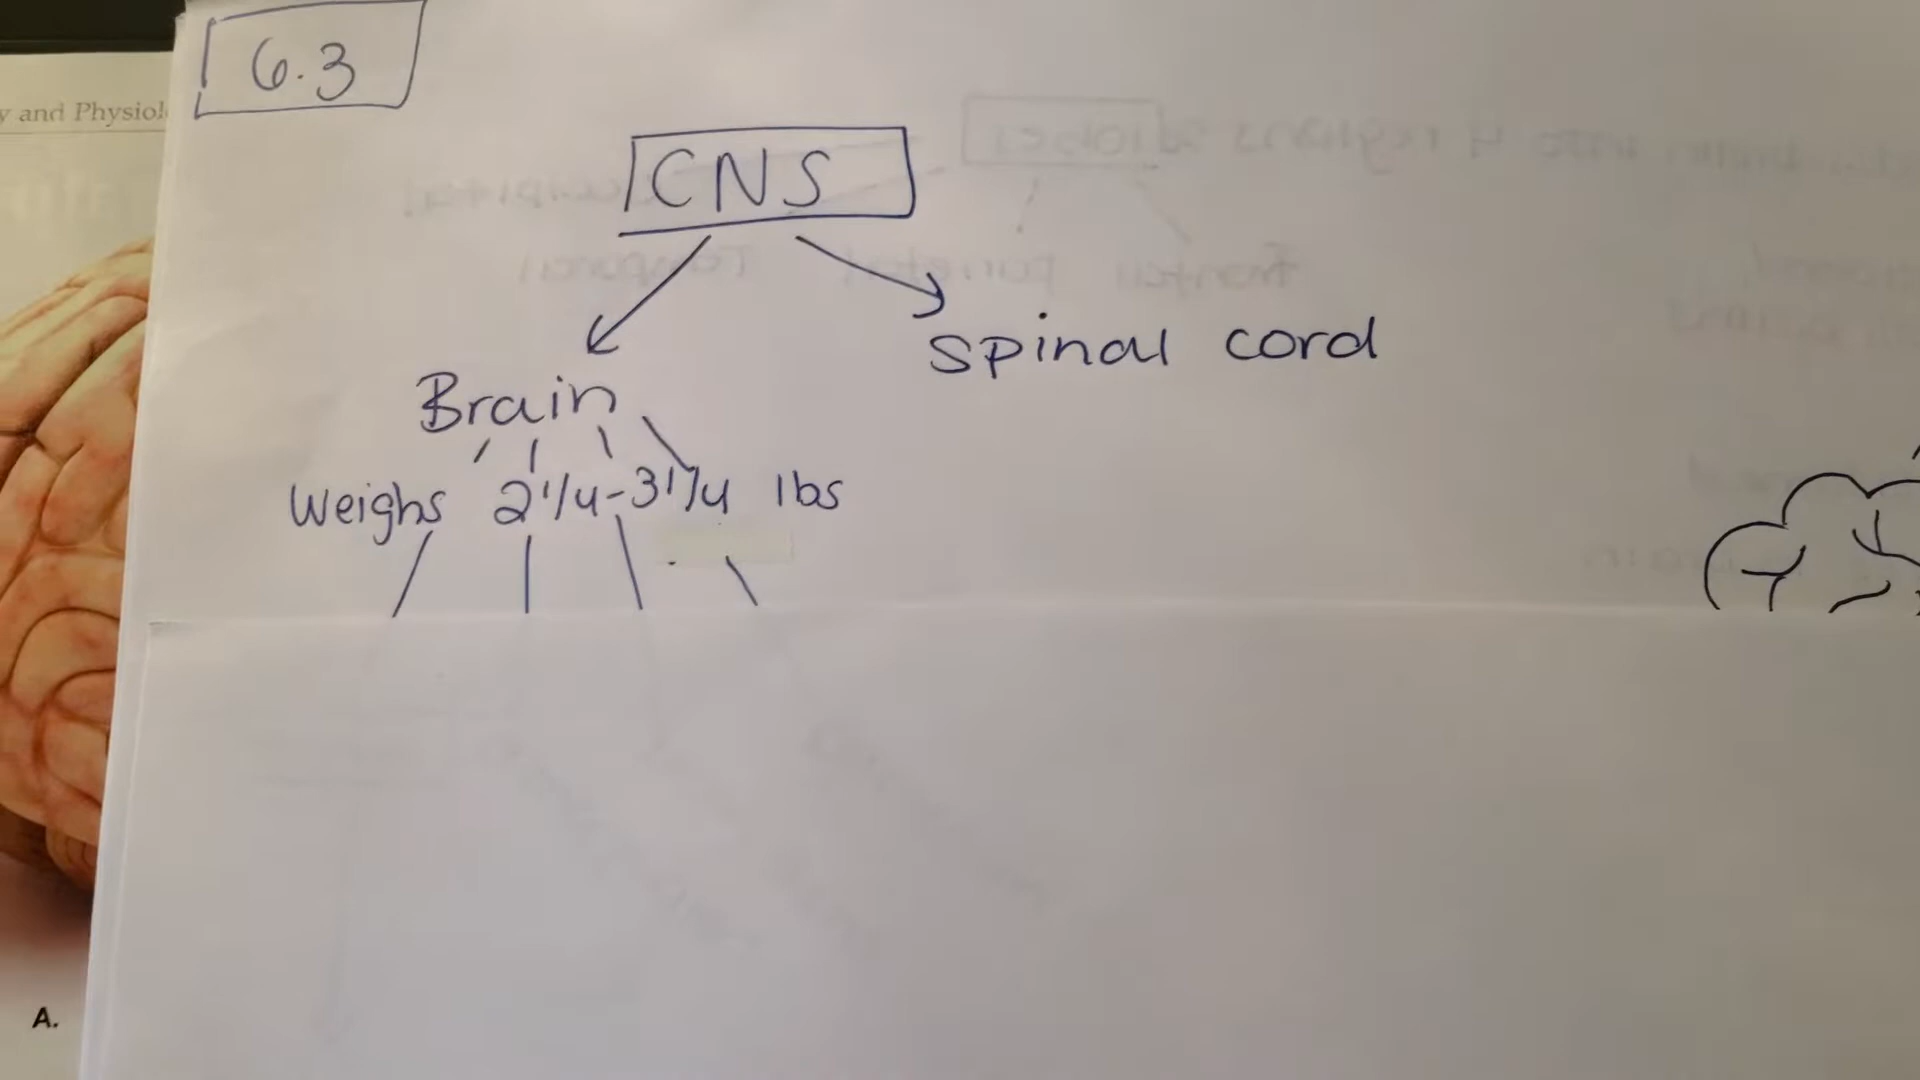 6.3
y and Physiol
CNS
Spinal cord
Brain
Weighs 2 1/4-3 1/4 lbs
A.